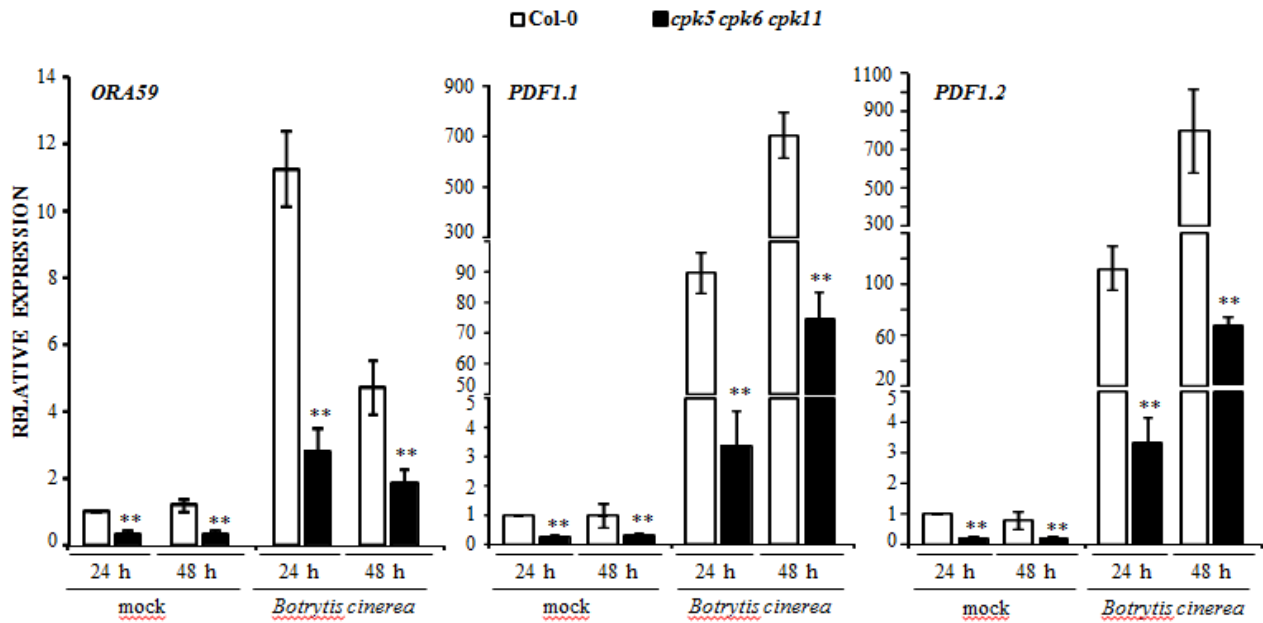 Col-0 cpk5 cpk6 cpk11
RELATIVE EXPRESSION
ORA59
14
12
10
8
6
4
2
0
24 h 48 h 24 h 48 h
mock Botrytis cinerea
** ** ** **
PDF1.1
900
700
500
300
90
80
70
60
50
5
4
3
2
1
0
24 h 48 h 24 h 48 h
mock Botrytis cinerea
** ** ** **
PDF1.2
1100
900
700
500
300
100
60
20
5
4
3
2
1
0
24 h 48 h 24 h 48 h
mock Botrytis cinerea
** ** ** **